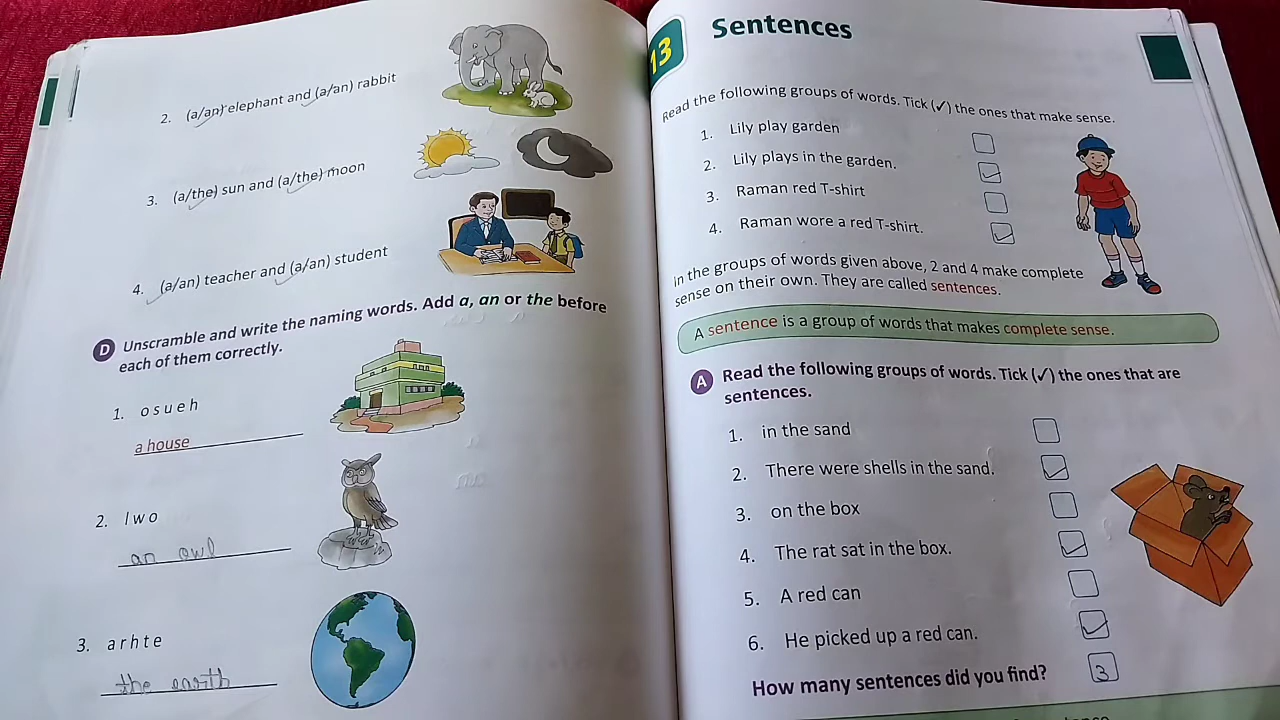 2. (a/an) elephant and (a/an) rabbit
3. (a/the) sun and (a/the) moon
4. (a/an) teacher and (a/an) student
D Unscramble and write the naming words. Add a, an or the before
each of them correctly.
1. o s u e h
a house
2. l w o
an owl
3. a r h t e
the earth
13 Sentences
Read the following groups of words. Tick (✓) the ones that make sense.
1. Lily play garden
2. Lily plays in the garden. ✓
3. Raman red T-shirt
4. Raman wore a red T-shirt. ✓
In the groups of words given above, 2 and 4 make complete
sense on their own. They are called sentences.
A sentence is a group of words that makes complete sense.
A Read the following groups of words. Tick (✓) the ones that are
sentences.
1. in the sand
2. There were shells in the sand. ✓
3. on the box
4. The rat sat in the box. ✓
5. A red can
6. He picked up a red can. ✓
How many sentences did you find? 3